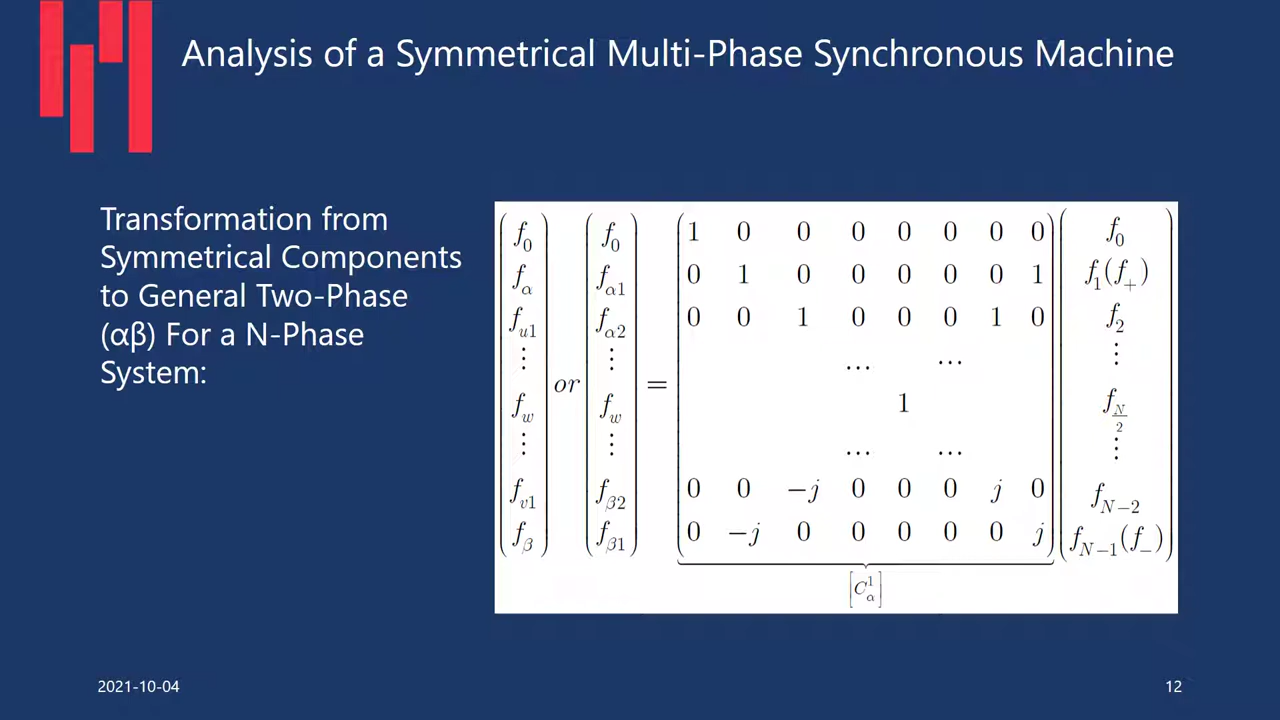 Analysis of a Symmetrical Multi-Phase Synchronous Machine
Transformation from
Symmetrical Components
to General Two-Phase
(αβ) For a N-Phase
System:
f_0 f_0 1 0 0 0 0 0 0 0 f_0
f_α f_α1 0 1 0 0 0 0 0 1 f_1(f_+)
f_u1 f_α2 0 0 1 0 0 0 1 0 f_2
⋮ ⋮ ... ... ⋮
or =
f_w f_w 1 f_{N/2}
⋮ ⋮ ... ... ⋮
f_v1 f_β2 0 0 −j 0 0 0 j 0 f_{N−2}
f_β f_β1 0 −j 0 0 0 0 0 j f_{N−1}(f_−)
[C_α^1]
2021-10-04
12